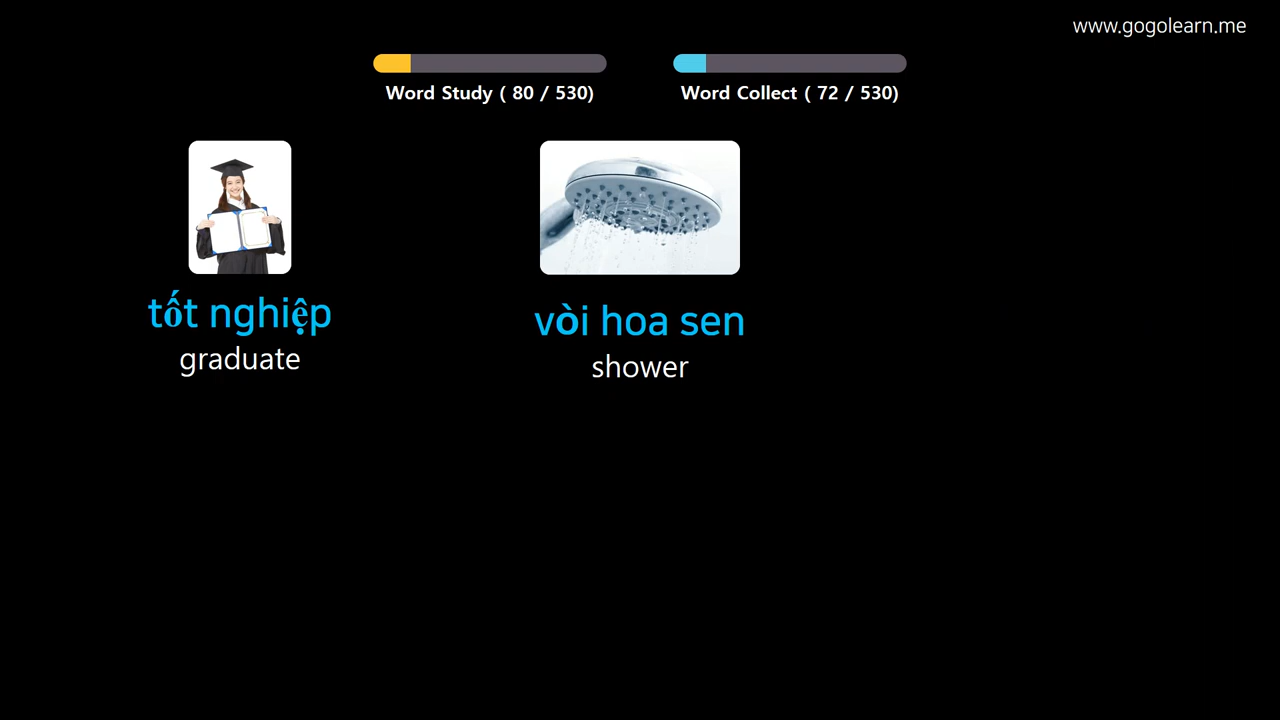 www.gogolearn.me
Word Study ( 80 / 530)
Word Collect ( 72 / 530)
tốt nghiệp
graduate
vòi hoa sen
shower